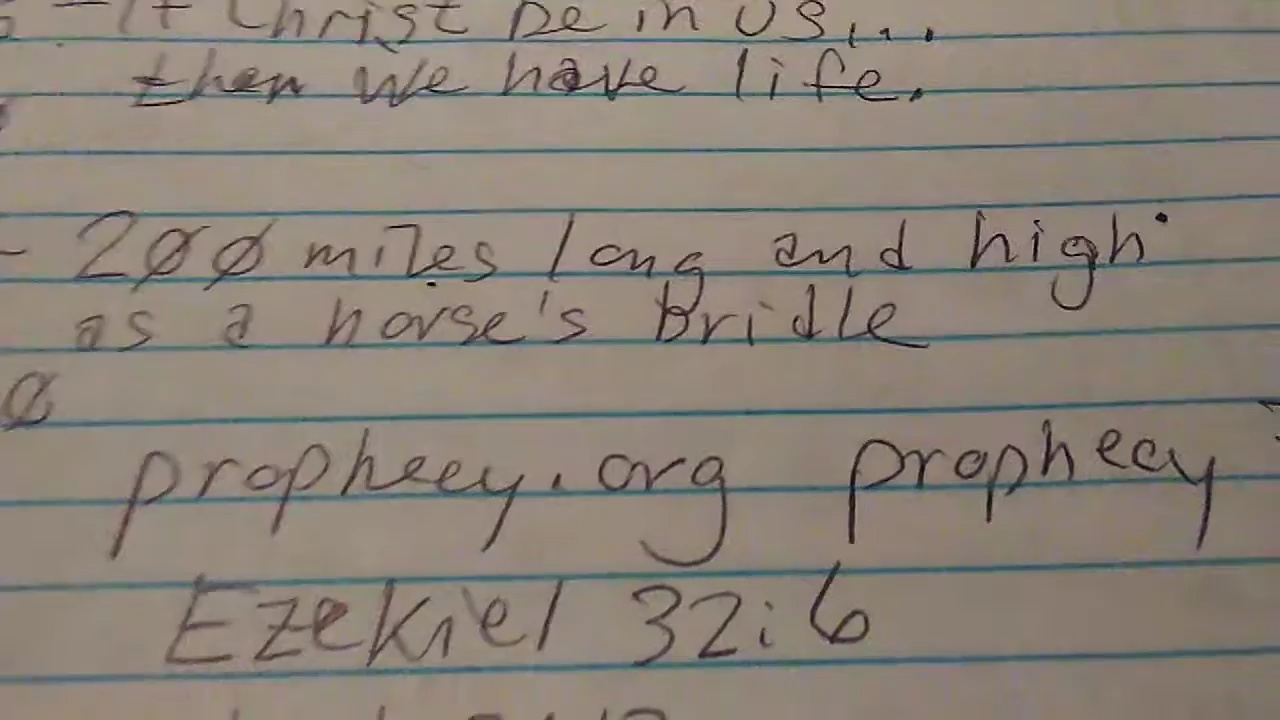 - If Christ be in us...
then we have life.
- 200 miles long and high
as a horse's Bridle
prophecy.org prophecy
Ezekiel 32:6